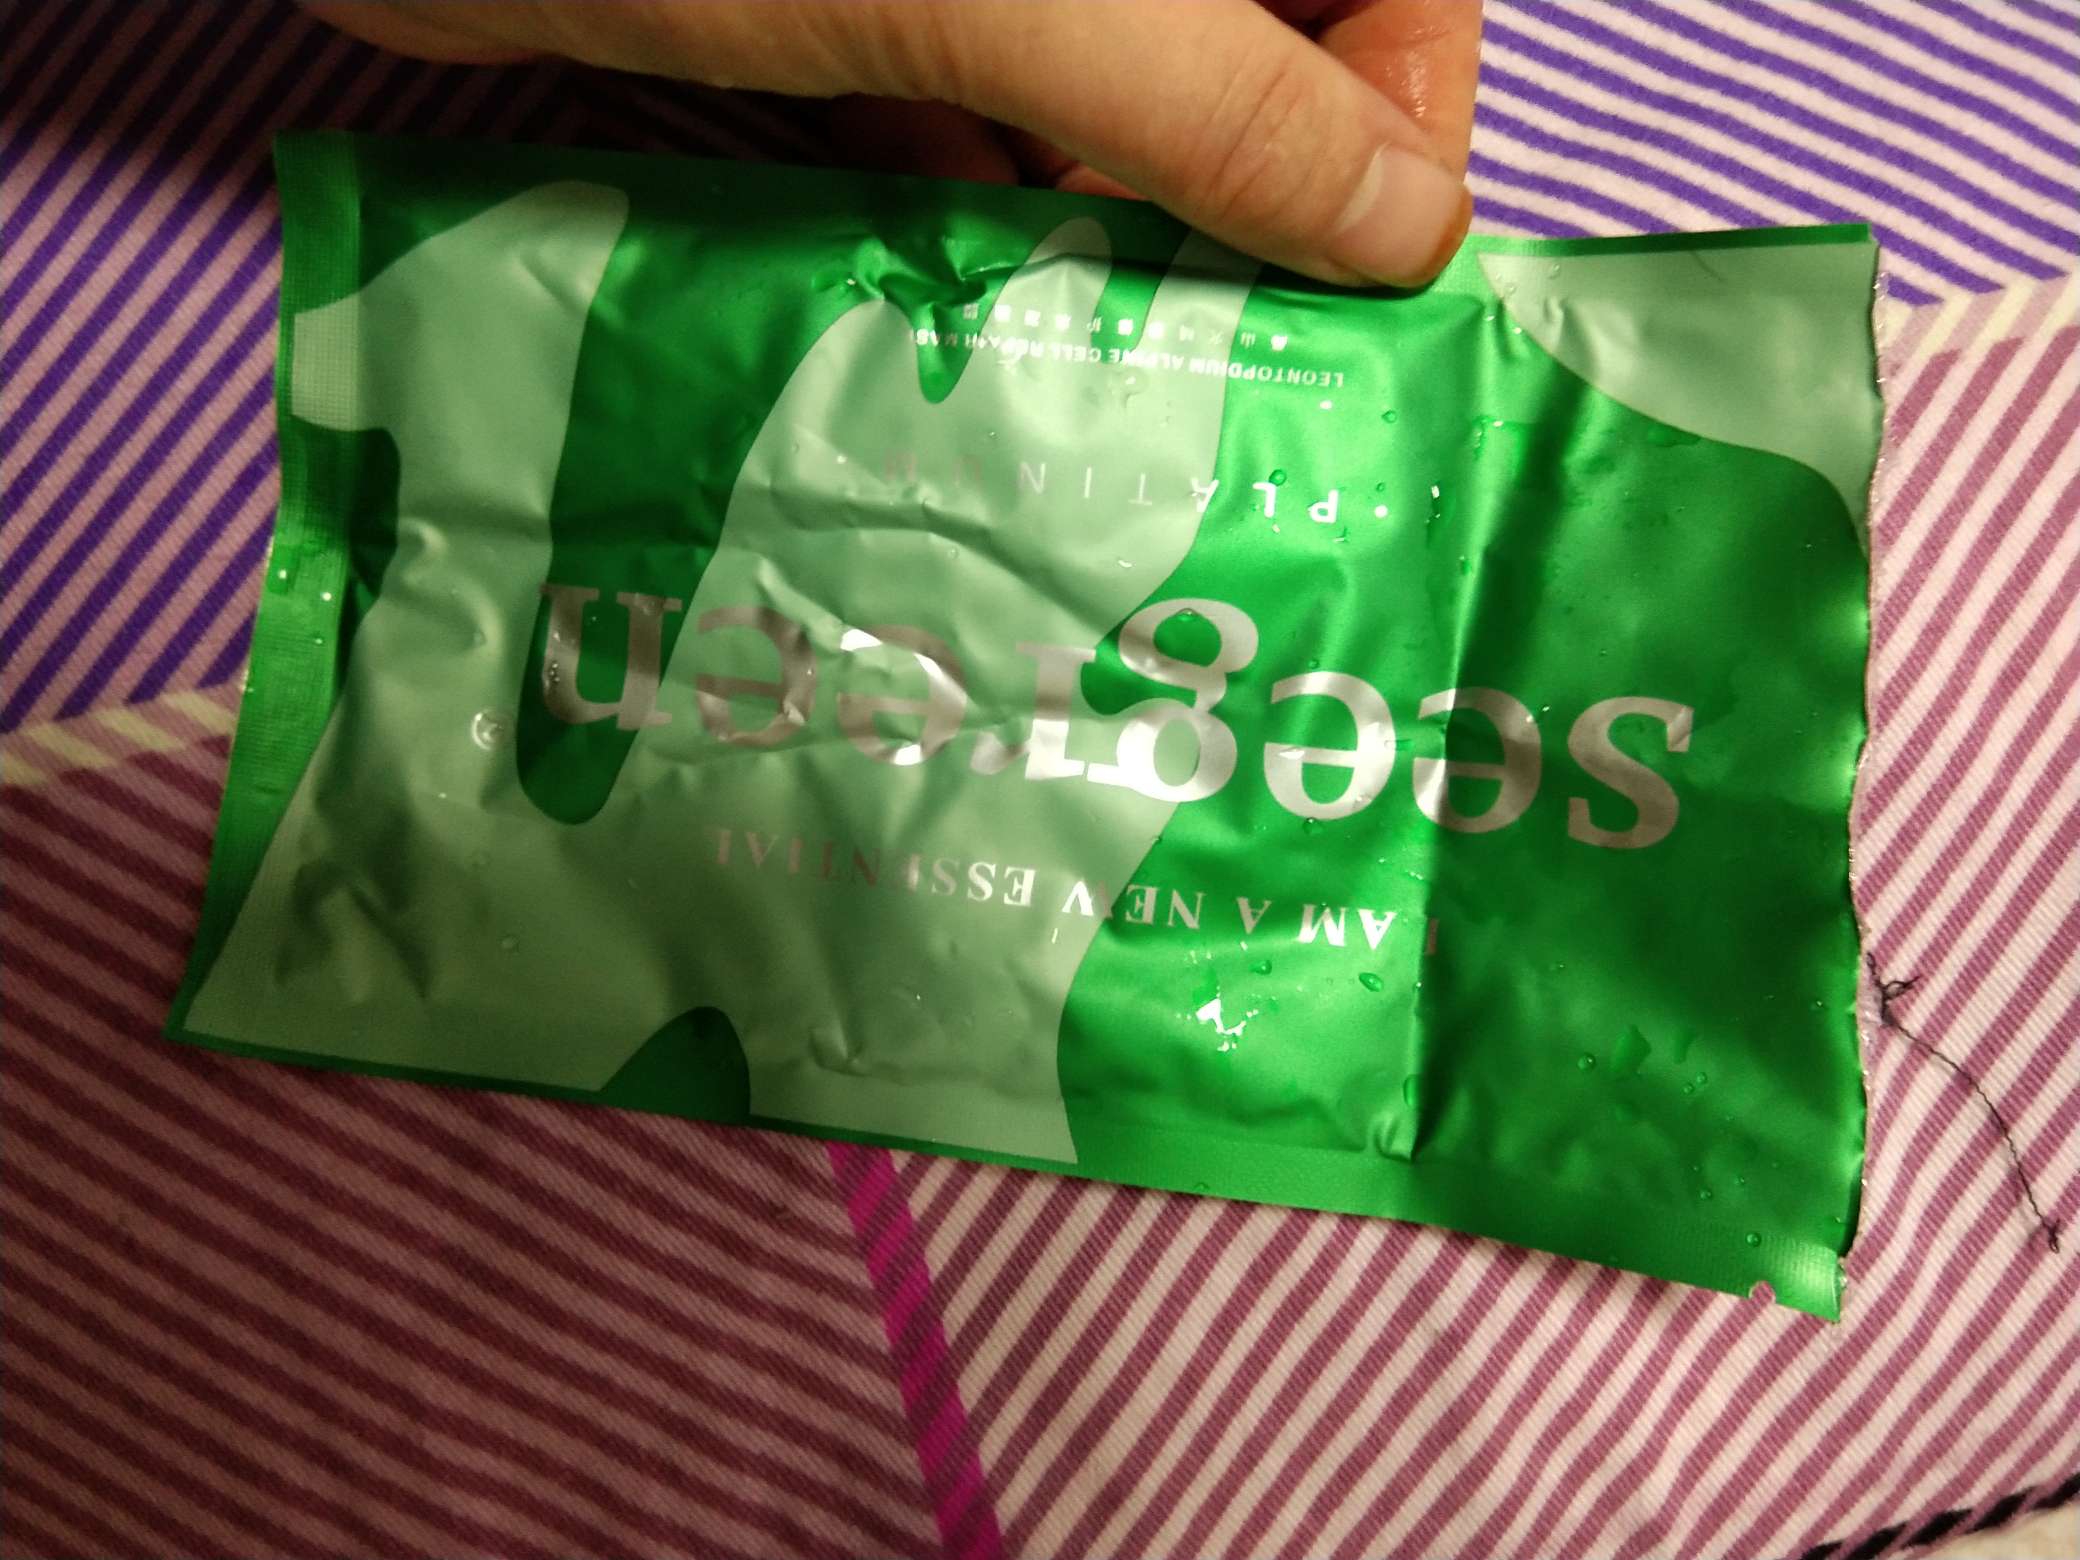 I AM A NEW ESSENTIAL
seegreen®
• PLATINUM •
LEONTOPDIUM ALPINE CELL REPAIR MASK